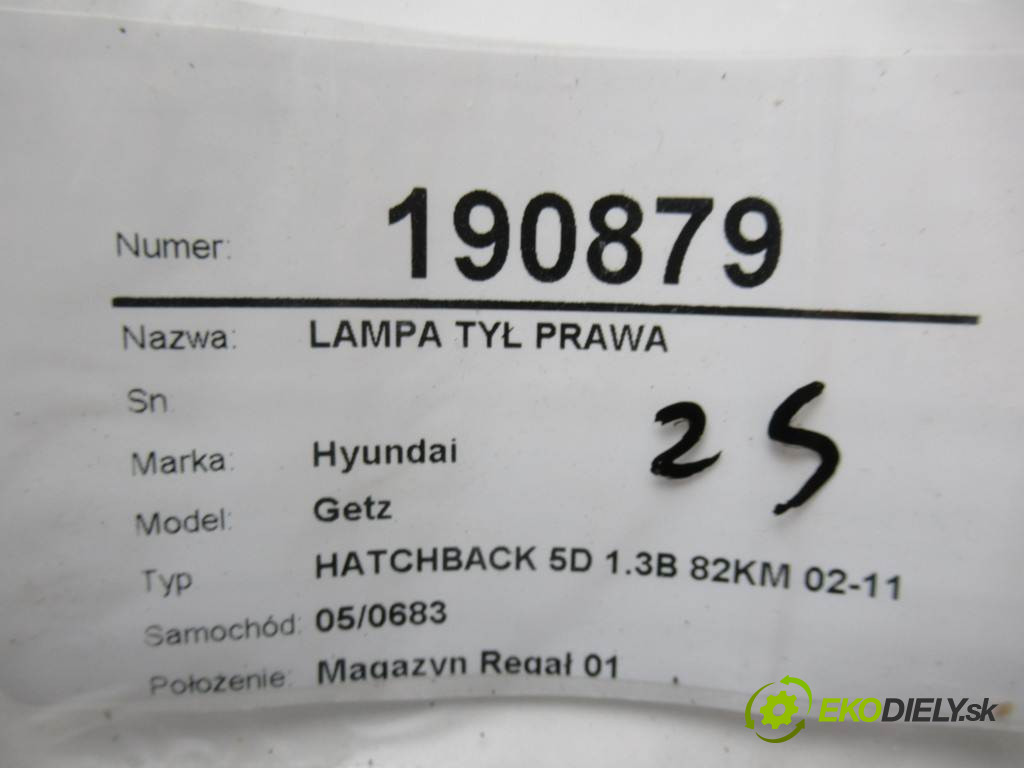 Numer: 190879
Nazwa: LAMPA TYŁ PRAWA
Sn
25
Marka: Hyundai
Model: Getz
Typ HATCHBACK 5D 1.3B 82KM 02-11
Samochód: 05/0683
Położenie: Magazyn Regał 01
EKODIELY.sk